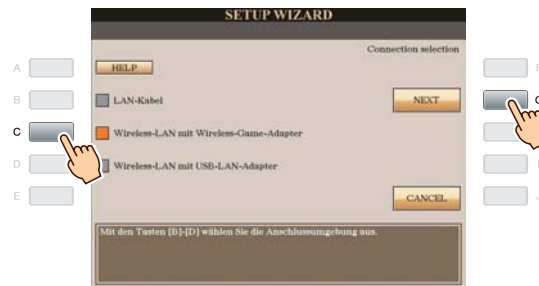 SETUP WIZARD
Connection selection
HELP
A
B
LAN-Kabel
NEXT
C
Wireless-LAN mit Wireless-Game-Adapter
D
Wireless-LAN mit USB-LAN-Adapter
E
CANCEL
Mit den Tasten [B]-[D] wählen Sie die Anschlussumgebung aus.